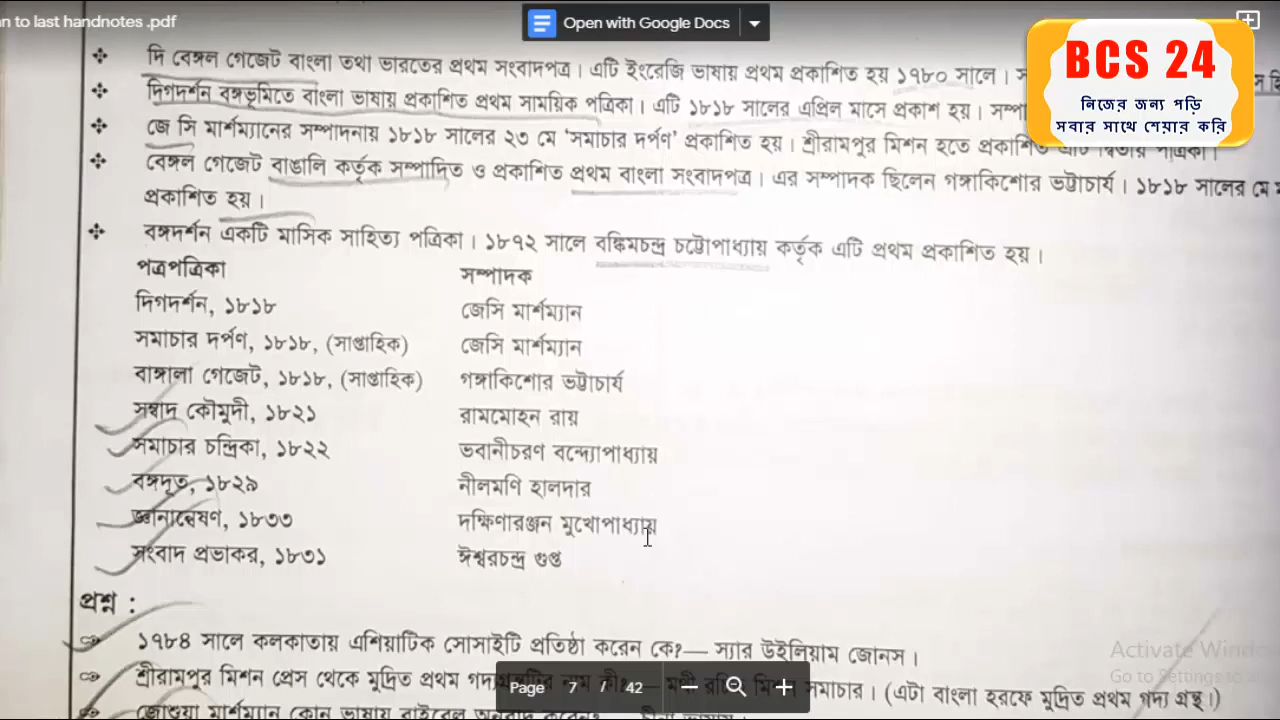 an to last handnotes .pdf
Open with Google Docs
BCS 24
নিজের জন্য পড়ি
সবার সাথে শেয়ার করি
❖ দি বেঙ্গল গেজেট বাংলা তথা ভারতের প্রথম সংবাদপত্র। এটি ইংরেজি ভাষায় প্রথম প্রকাশিত হয় ১৭৮০ সালে।
❖ দিগদর্শন বঙ্গভূমিতে বাংলা ভাষায় প্রকাশিত প্রথম সাময়িক পত্রিকা। এটি ১৮১৮ সালের এপ্রিল মাসে প্রকাশ হয়। সম্পা
❖ জে সি মার্শম্যানের সম্পাদনায় ১৮১৮ সালের ২৩ মে ‘সমাচার দর্পণ’ প্রকাশিত হয়। শ্রীরামপুর মিশন হতে প্রকাশিত
❖ বেঙ্গল গেজেট বাঙালি কর্তৃক সম্পাদিত ও প্রকাশিত প্রথম বাংলা সংবাদপত্র। এর সম্পাদক ছিলেন গঙ্গাকিশোর ভট্টাচার্য। ১৮১৮ সালের মে
প্রকাশিত হয়।
❖ বঙ্গদর্শন একটি মাসিক সাহিত্য পত্রিকা। ১৮৭২ সালে বঙ্কিমচন্দ্র চট্টোপাধ্যায় কর্তৃক এটি প্রথম প্রকাশিত হয়।
পত্রপত্রিকা সম্পাদক
দিগদর্শন, ১৮১৮ জেসি মার্শম্যান
সমাচার দর্পণ, ১৮১৮, (সাপ্তাহিক) জেসি মার্শম্যান
বাঙ্গালা গেজেট, ১৮১৮, (সাপ্তাহিক) গঙ্গাকিশোর ভট্টাচার্য
সম্বাদ কৌমুদী, ১৮২১ রামমোহন রায়
সমাচার চন্দ্রিকা, ১৮২২ ভবানীচরণ বন্দ্যোপাধ্যায়
বঙ্গদূত, ১৮২৯ নীলমণি হালদার
জ্ঞানান্বেষণ, ১৮৩৩ দক্ষিণারঞ্জন মুখোপাধ্যায়
সংবাদ প্রভাকর, ১৮৩১ ঈশ্বরচন্দ্র গুপ্ত
প্রশ্ন :
১৭৮৪ সালে কলকাতায় এশিয়াটিক সোসাইটি প্রতিষ্ঠা করেন কে?— স্যার উইলিয়াম জোনস।
শ্রীরামপুর মিশন প্রেস থেকে মুদ্রিত প্রথম গদ্য সমাচার। (এটা বাংলা হরফে মুদ্রিত প্রথম গদ্য গ্রন্থ।)
জোশুয়া মার্শম্যান কোন ভাষায় বাইবেল অনুবাদ করেন?
Page 7 / 42
Activate Windo
Go to Settings to a